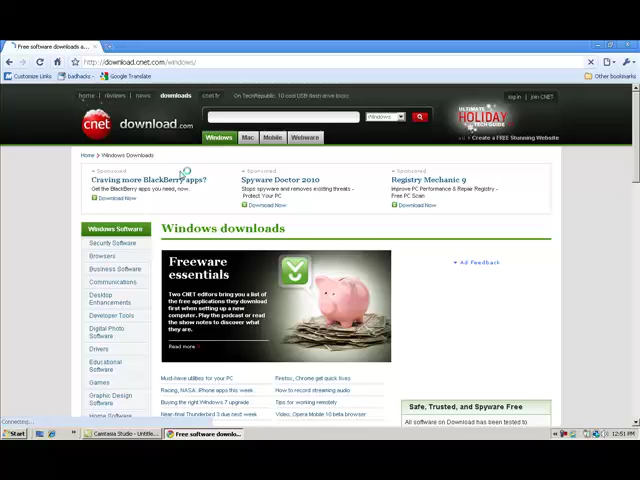 Free software downloads a...
http://download.cnet.com/windows/
Customize Links badhacks - Google Translate Other bookmarks
home reviews news downloads cnet tv On TechRepublic: 10 cool USB flash drive tricks log in Join CNET
cnet download.com Windows ULTIMATE HOLIDAY TECH GUIDE
Windows Mac Mobile Webware Create a FREE Stunning Website
Home > Windows Downloads
Sponsored Sponsored Sponsored
Craving more BlackBerry apps? Spyware Doctor 2010 Registry Mechanic 9
Get the BlackBerry apps you need, now. Stops spyware and removes existing threats - Improve PC Performance & Repair Registry -
Protect Your PC Free PC Scan
Download Now Download Now Download Now
Windows Software
Security Software
Browsers
Business Software
Communications
Desktop
Enhancements
Developer Tools
Digital Photo
Software
Drivers
Educational
Software
Games
Graphic Design
Software
Home Software
Windows downloads
Freeware
essentials
Two CNET editors bring you a list
of the free applications they download
first when setting up a new
computer. Play the podcast or
read the show notes to discover what
they are.
Read more >
Ad Feedback
Must-have utilities for your PC Firefox, Chrome get quick lives
Racing, NASA: iPhone apps this week How to record streaming audio
Buying the right Windows 7 upgrade Tips for working remotely
Near-final Thunderbird 3 due next week Video: Opera Mobile 10 beta browser
Safe, Trusted, and Spyware Free
All software on Download has been tested to
Connecting...
Start Camtasia Studio - Untitle... Free software downlo... 12:51 PM